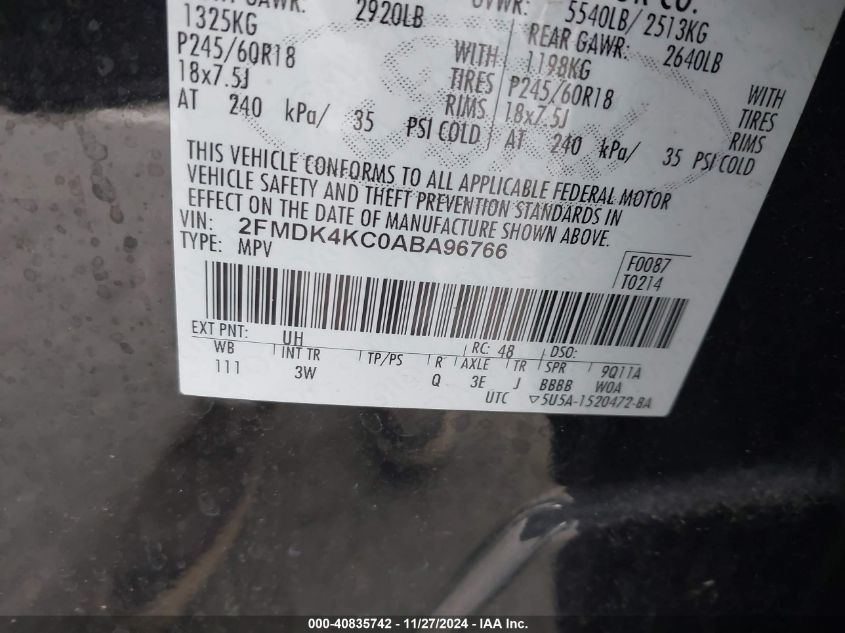 GAWR: 2920LB GVWR: 5540LB/ 2513KG
1325KG REAR GAWR: 2640LB
P245/60R18 WITH 1198KG WITH
18x7.5J TIRES P245/60R18 TIRES
RIMS 18x7.5J RIMS
AT 240 kPa/ 35 PSI COLD AT 240 kPa/ 35 PSI COLD
THIS VEHICLE CONFORMS TO ALL APPLICABLE FEDERAL MOTOR
VEHICLE SAFETY AND THEFT PREVENTION STANDARDS IN
EFFECT ON THE DATE OF MANUFACTURE SHOWN ABOVE.
VIN: 2FMDK4KC0ABA96766
TYPE: MPV
F0087
T0214
EXT PNT: UH RC: 48 DSO:
WB INT TR TP/PS R AXLE TR SPR 9Q11A
111 3W Q 3E J BBBB W0A
UTC ▽5U5A-1520472-BA
000-40835742 - 11/27/2024 - IAA Inc.